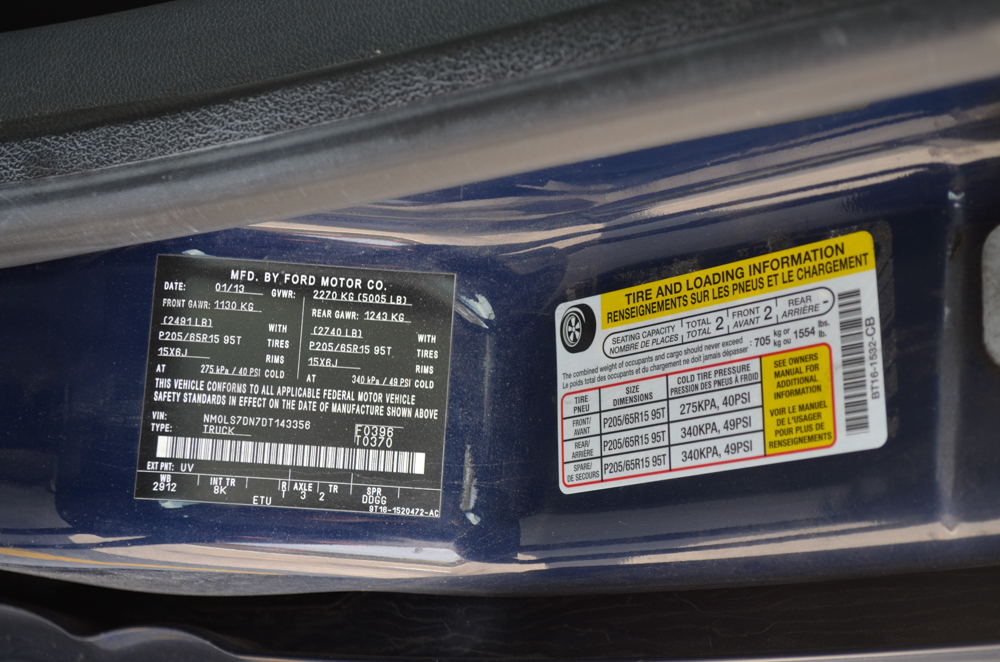 MFD. BY FORD MOTOR CO.
DATE: 01/13 GVWR: 2270 KG (5005 LB)
FRONT GAWR: 1130 KG REAR GAWR: 1243 KG
(2491 LB) WITH (2740 LB) WITH
P205/65R15 95T TIRES P205/65R15 95T TIRES
15X6J RIMS 15X6J RIMS
AT 275 kPa / 40 PSI COLD AT 340 kPa / 49 PSI COLD
THIS VEHICLE CONFORMS TO ALL APPLICABLE FEDERAL MOTOR VEHICLE
SAFETY STANDARDS IN EFFECT ON THE DATE OF MANUFACTURE SHOWN ABOVE
VIN: NM0LS7DN7DT143356 F0396
TYPE: TRUCK T0370
EXT PNT: UV
WB INT TR R AXLE TR SPR
2912 8K T 3 2 DDGG
ETU 9T16-1520472-AC
TIRE AND LOADING INFORMATION
RENSEIGNEMENTS SUR LES PNEUS ET LE CHARGEMENT
SEATING CAPACITY TOTAL 2 FRONT 2 REAR -
NOMBRE DE PLACES TOTAL AVANT ARRIÈRE
The combined weight of occupants and cargo should never exceed : 705 kg or 1554 lbs.
Le poids total des occupants et du chargement ne doit jamais dépasser : kg ou lb.
TIRE SIZE COLD TIRE PRESSURE
PNEU DIMENSIONS PRESSION DES PNEUS À FROID
FRONT/ AVANT P205/65R15 95T 275KPA, 40PSI
REAR/ ARRIÈRE P205/65R15 95T 340KPA, 49PSI
SPARE/ DE SECOURS P205/65R15 95T 340KPA, 49PSI
SEE OWNERS
MANUAL FOR
ADDITIONAL
INFORMATION
VOIR LE MANUEL
DE L'USAGER
POUR PLUS DE
RENSEIGNEMENTS
BT16-1532-CB